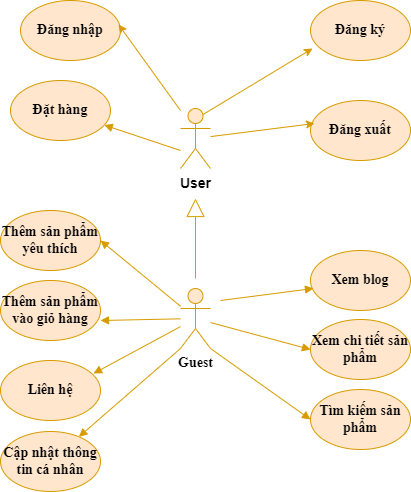 Đăng nhập
Đăng ký
Đặt hàng
Đăng xuất
User
Thêm sản phẩm
yêu thích
Xem blog
Thêm sản phẩm
vào giỏ hàng
Xem chi tiết sản
phẩm
Guest
Liên hệ
Tìm kiếm sản
phẩm
Cập nhật thông
tin cá nhân